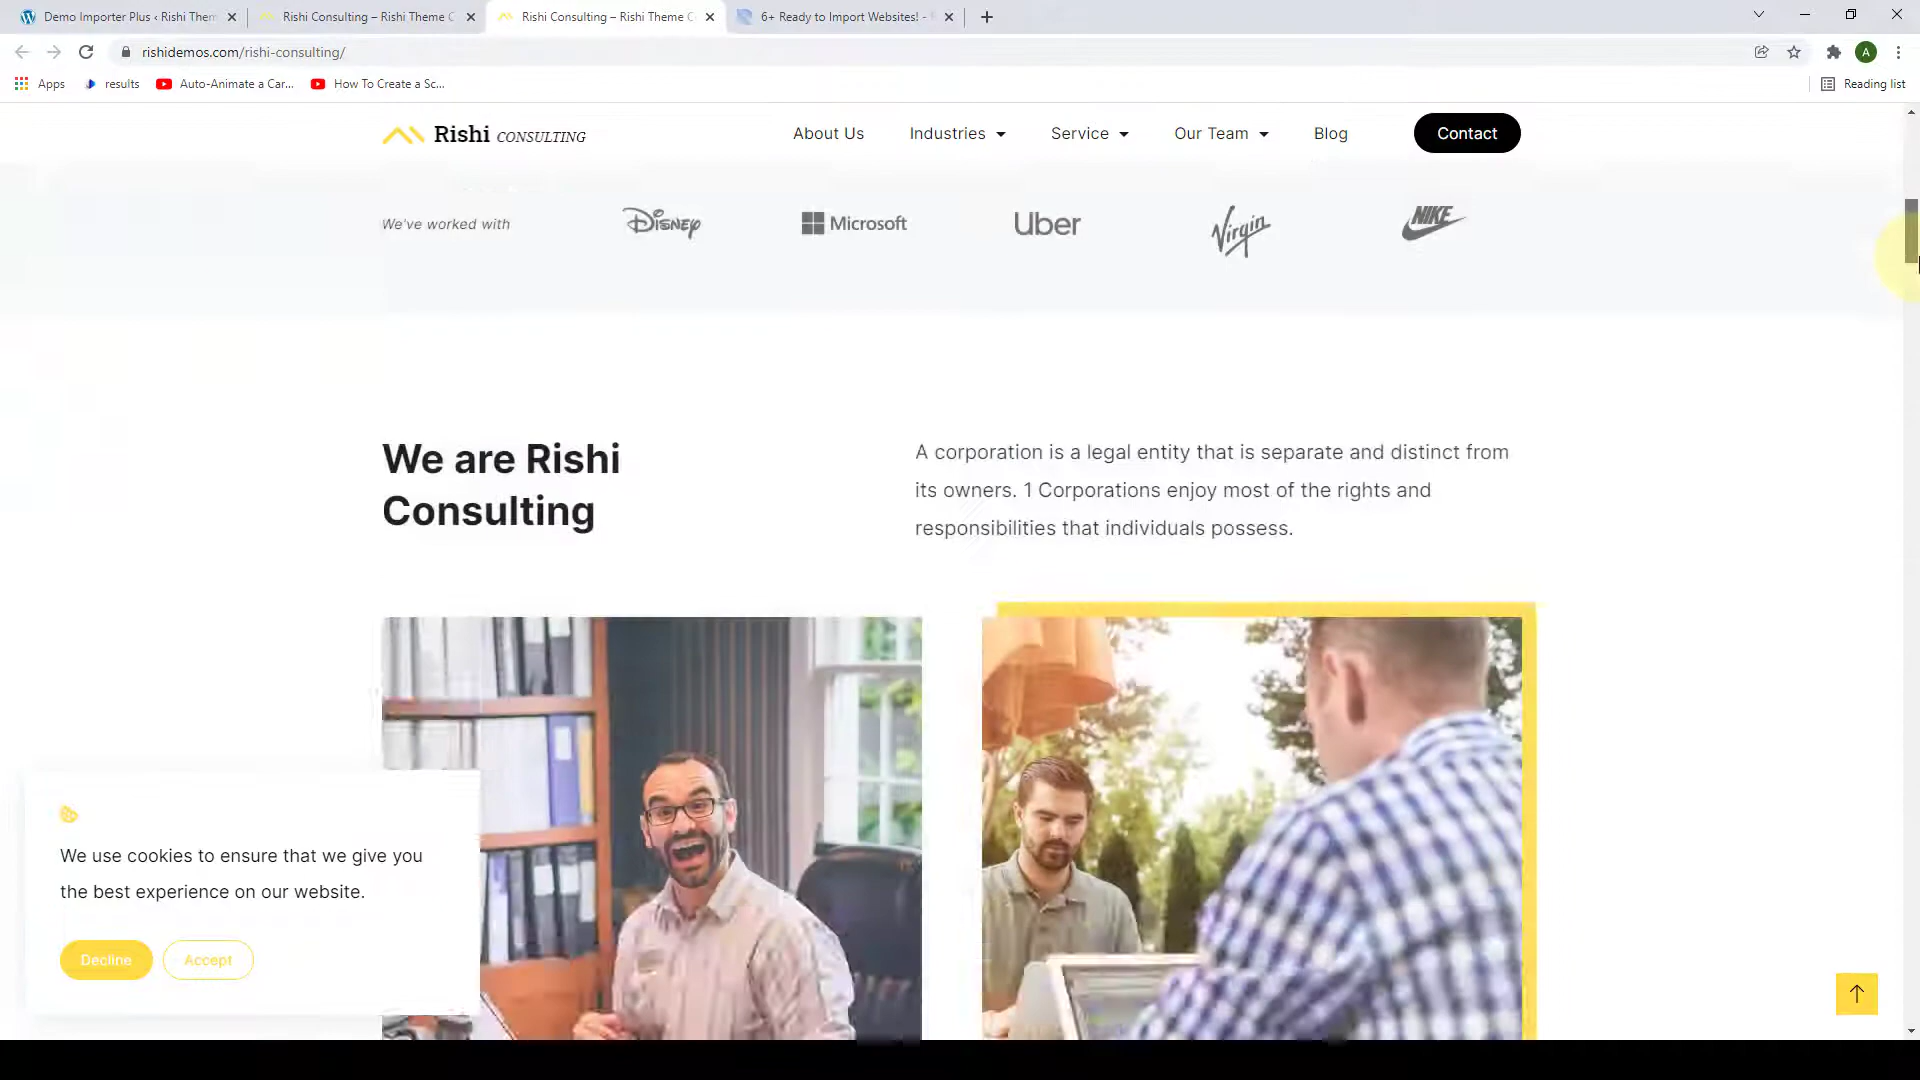 Demo Importer Plus ‹ Rishi Them
Rishi Consulting – Rishi Theme C
Rishi Consulting – Rishi Theme C
6+ Ready to Import Websites! -
rishidemos.com/rishi-consulting/
A
Apps
results
Auto-Animate a Car...
How To Create a Sc...
Reading list
Rishi CONSULTING
About Us
Industries
Service
Our Team
Blog
Contact
We've worked with
Disney
Microsoft
Uber
Virgin
NIKE
We are Rishi
Consulting
A corporation is a legal entity that is separate and distinct from
its owners. 1 Corporations enjoy most of the rights and
responsibilities that individuals possess.
We use cookies to ensure that we give you
the best experience on our website.
Decline
Accept